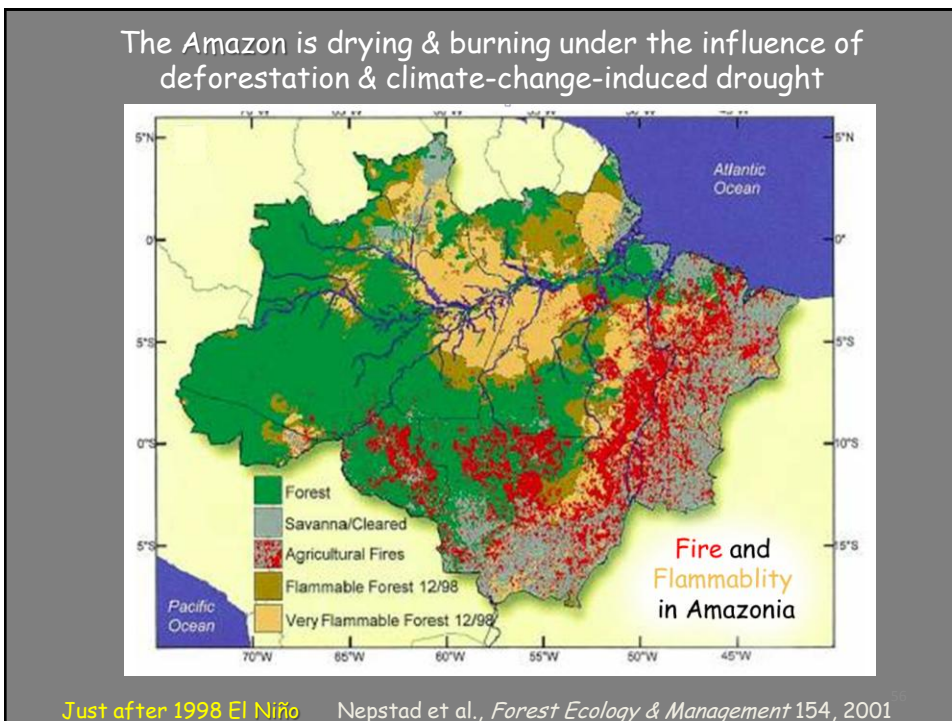 The Amazon is drying & burning under the influence of
deforestation & climate-change-induced drought
5°N
5°N
Atlantic
Ocean
0°
0°
5°S
5°S
0°S
10°S
Forest
Savanna/Cleared
Agricultural Fires
5°S
15°S
Flammable Forest 12/98
Very Flammable Forest 12/98
Fire and
Flammablity
in Amazonia
Pacific
Ocean
70°W 65°W 60°W 55°W 50°W 45°W
56
Just after 1998 El Niño Nepstad et al., Forest Ecology & Management 154, 2001